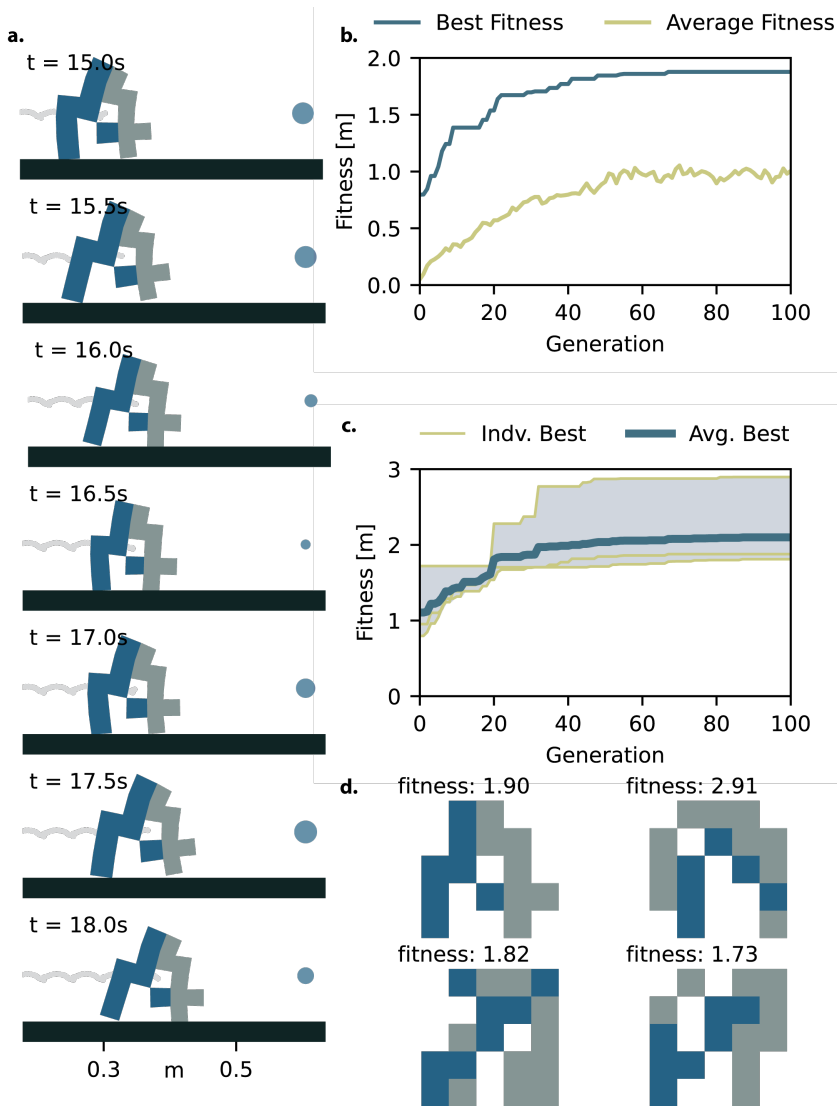 a.
t = 15.0s
t = 15.5s
t = 16.0s
t = 16.5s
t = 17.0s
t = 17.5s
t = 18.0s
0.3 m 0.5
b.
Best Fitness Average Fitness
Fitness [m]
2.0
1.5
1.0
0.5
0.0
0 20 40 60 80 100
Generation
c.
Indv. Best Avg. Best
Fitness [m]
3
2
1
0
0 20 40 60 80 100
Generation
d.
fitness: 1.90 fitness: 2.91
fitness: 1.82 fitness: 1.73